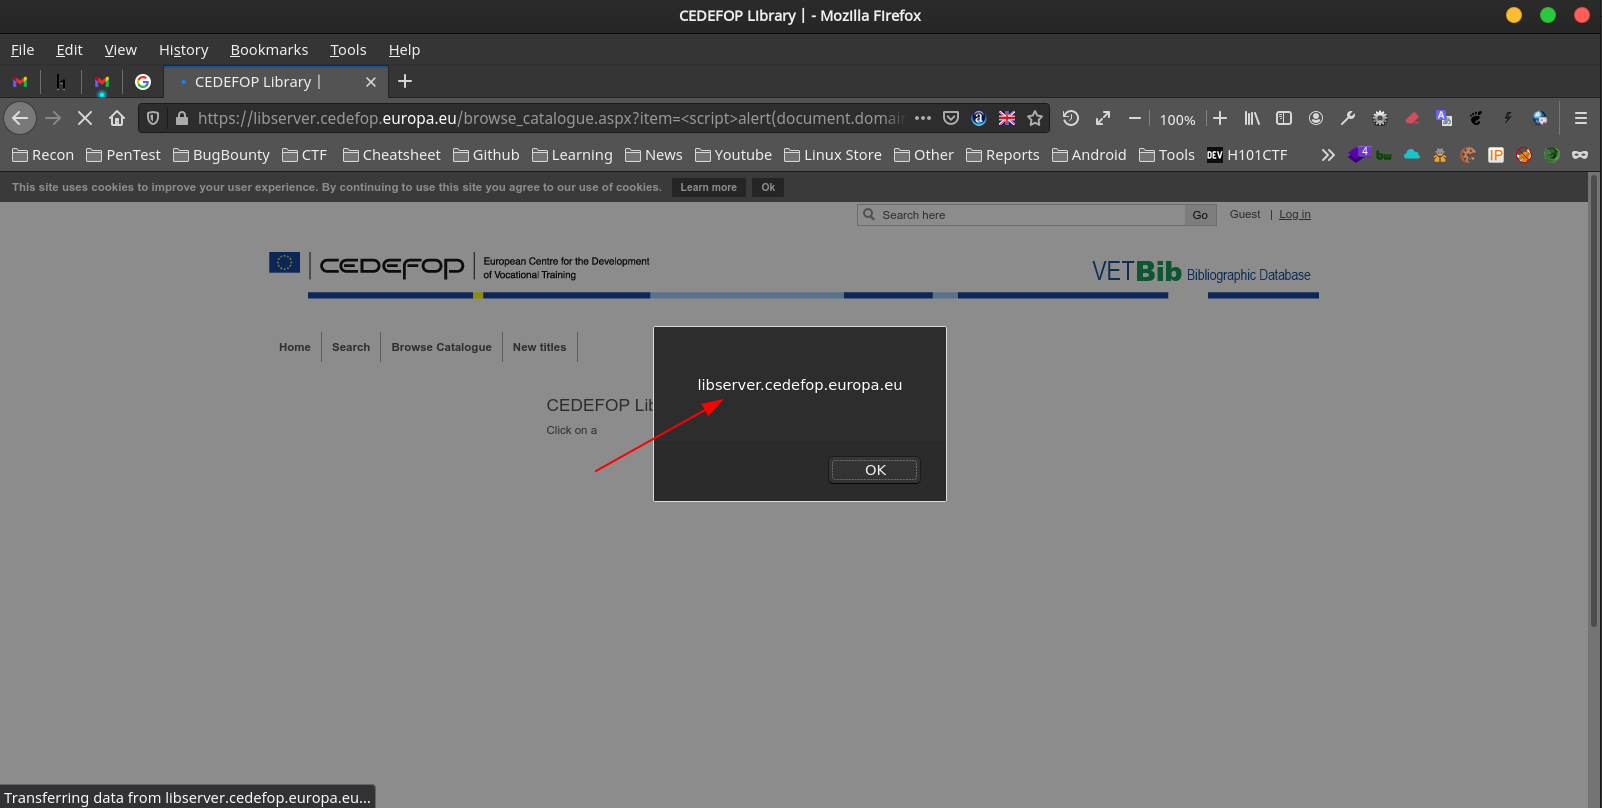 CEDEFOP Library | - Mozilla Firefox
File Edit View History Bookmarks Tools Help
CEDEFOP Library |
https://libserver.cedefop.europa.eu/browse_catalogue.aspx?item=<script>alert(document.domai
100%
Recon PenTest BugBounty CTF Cheatsheet Github Learning News Youtube Linux Store Other Reports Android Tools DEV H101CTF 4 bw IP
This site uses cookies to improve your user experience. By continuing to use this site you agree to our use of cookies. Learn more Ok
Search here Go Guest | Log in
CEDEFOP European Centre for the Development
of Vocational Training
VETBib Bibliographic Database
Home Search Browse Catalogue New titles
libserver.cedefop.europa.eu
CEDEFOP Lib
Click on a
OK
Transferring data from libserver.cedefop.europa.eu...